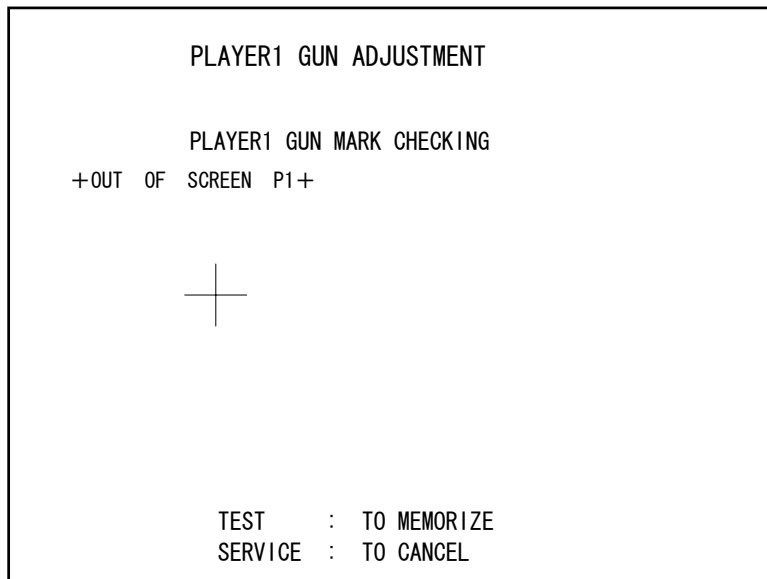 PLAYER1 GUN ADJUSTMENT
PLAYER1 GUN MARK CHECKING
+OUT OF SCREEN P1+
TEST : TO MEMORIZE
SERVICE : TO CANCEL